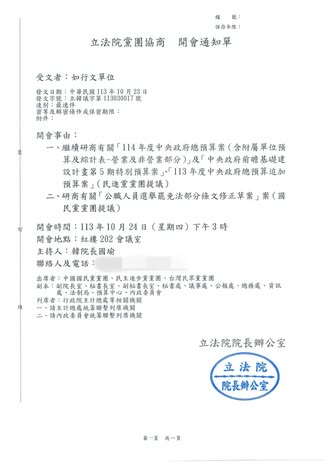 檔　號：
保存年限：
立法院黨團協商　開會通知單
受文者：如行文單位
發文日期：中華民國113年10月23日
發文字號：立韓議字第1130300017號
速別：最速件
密等及解密條件或保密期限：
附件：
開會事由：
一、繼續研商有關「114年度中央政府總預算案（含附屬單位預
算及綜計表-營業及非營業部分）」及「中央政府前瞻基礎建
設計畫第5期特別預算案」、「113年度中央政府總預算追加
預算案」（民進黨黨團提議）
二、研商有關「公職人員選舉罷免法部分條文修正草案」案（國
民黨黨團提議）
開會時間：113年10月24日（星期四）下午3時
開會地點：紅樓202會議室
主持人：韓院長國瑜
聯絡人及電話：
出席者：中國國民黨黨團、民主進步黨黨團、台灣民眾黨黨團
副本：副院長、秘書長室、副秘書長室、秘書處、議事處、公報處、總務處、資訊
處、法制局、預算中心、內政委員會
列席者：行政院主計總處等相關機關
一、請主計總處統籌聯繫列席機關
二、請內政委員會統籌聯繫列席機關
立法院院長辦公室
立法院
院長辦公室
第一頁　共一頁
裝
訂
線